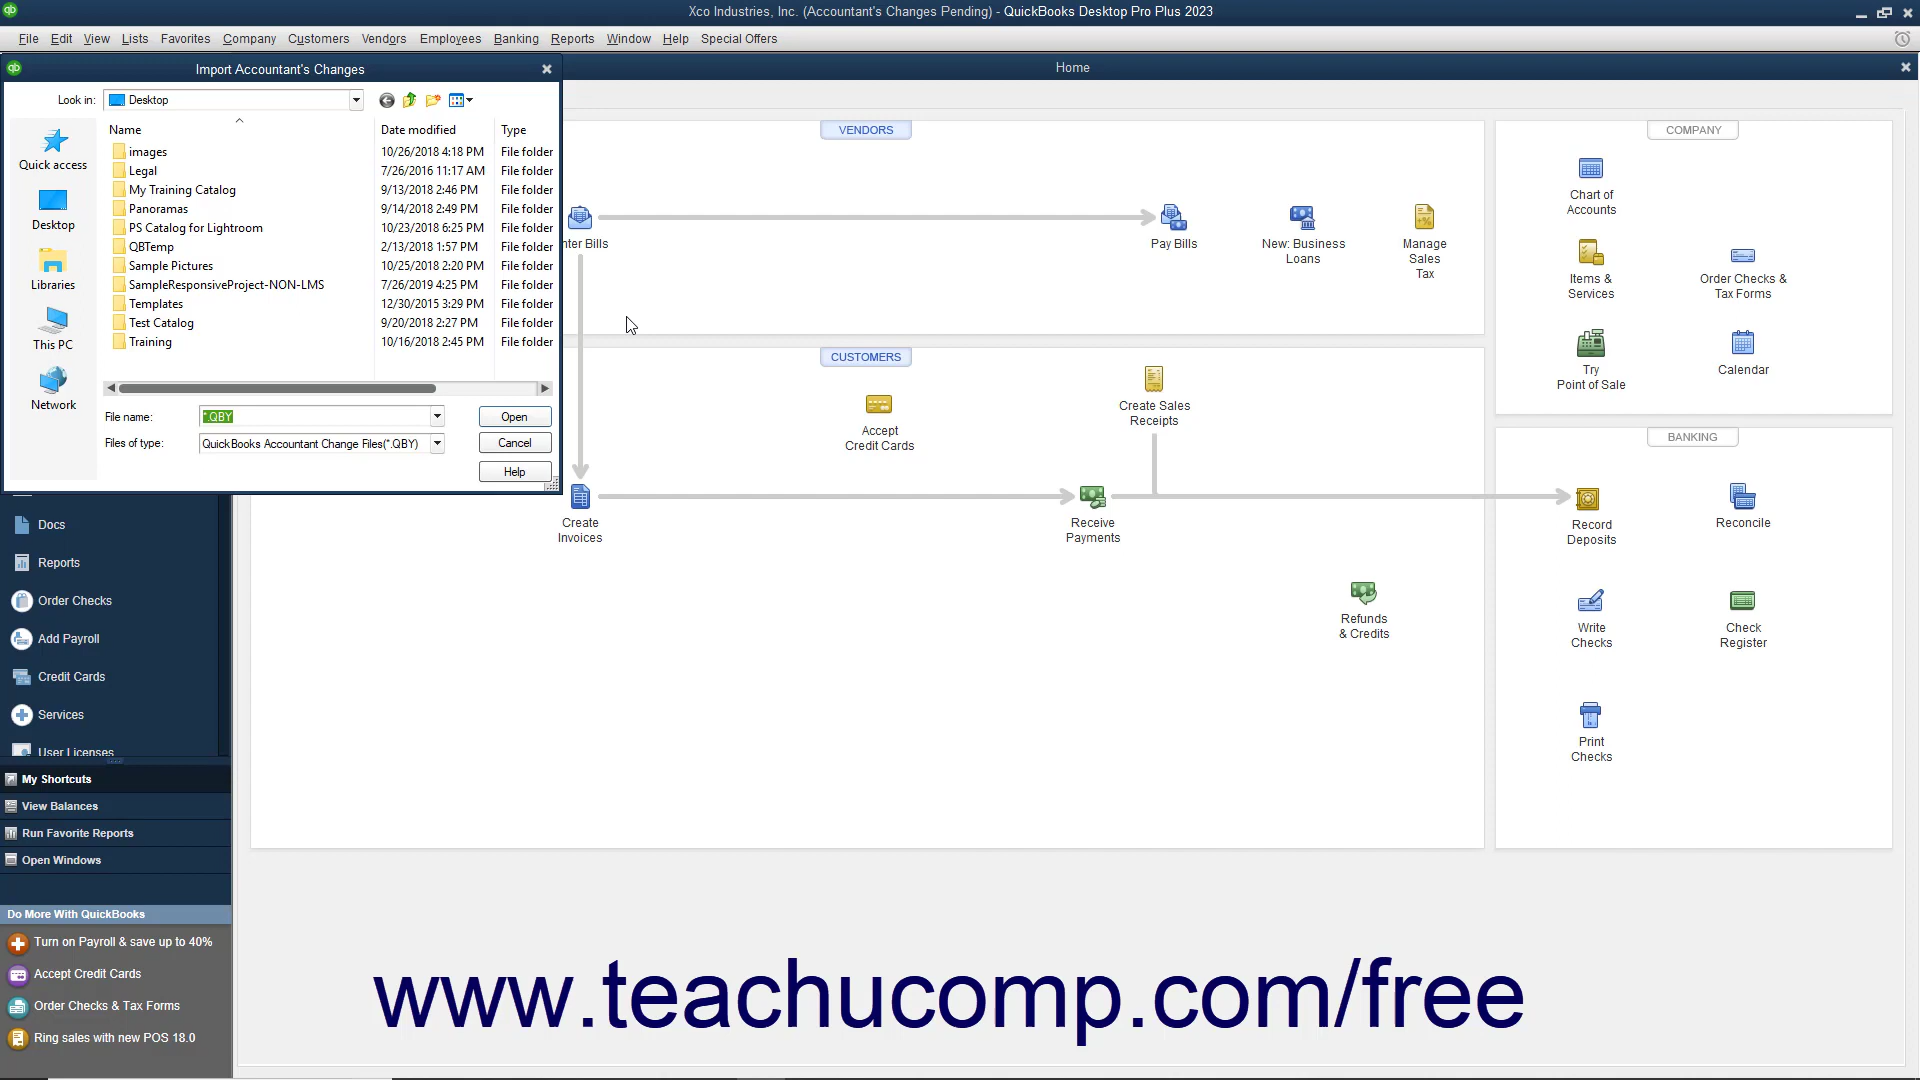 Xco Industries, Inc. (Accountant's Changes Pending) - QuickBooks Desktop Pro Plus 2023
File Edit View Lists Favorites Company Customers Vendors Employees Banking Reports Window Help Special Offers
Import Accountant's Changes
Home
Look in: Desktop
Name Date modified Type
images 10/26/2018 4:18 PM File folder
Legal 7/26/2016 11:17 AM File folder
My Training Catalog 9/13/2018 2:46 PM File folder
Panoramas 9/14/2018 2:49 PM File folder
PS Catalog for Lightroom 10/23/2018 6:25 PM File folder
QBTemp 2/13/2018 1:57 PM File folder
Sample Pictures 10/25/2018 2:20 PM File folder
SampleResponsiveProject-NON-LMS 7/26/2019 4:25 PM File folder
Templates 12/30/2015 3:29 PM File folder
Test Catalog 9/20/2018 2:27 PM File folder
Training 10/16/2018 2:45 PM File folder
Quick access
Desktop
Libraries
This PC
Network
File name: *.QBY Open
Files of type: QuickBooks Accountant Change Files(*.QBY) Cancel
Help
VENDORS
nter Bills
Pay Bills
New: Business
Loans
Manage
Sales
Tax
CUSTOMERS
Accept
Credit Cards
Create Sales
Receipts
Create
Invoices
Receive
Payments
Refunds
& Credits
COMPANY
Chart of
Accounts
Items &
Services
Order Checks &
Tax Forms
Try
Point of Sale
Calendar
BANKING
Record
Deposits
Reconcile
Write
Checks
Check
Register
Print
Checks
Docs
Reports
Order Checks
Add Payroll
Credit Cards
Services
User Licenses
My Shortcuts
View Balances
Run Favorite Reports
Open Windows
Do More With QuickBooks
Turn on Payroll & save up to 40%
Accept Credit Cards
Order Checks & Tax Forms
Ring sales with new POS 18.0
www.teachucomp.com/free